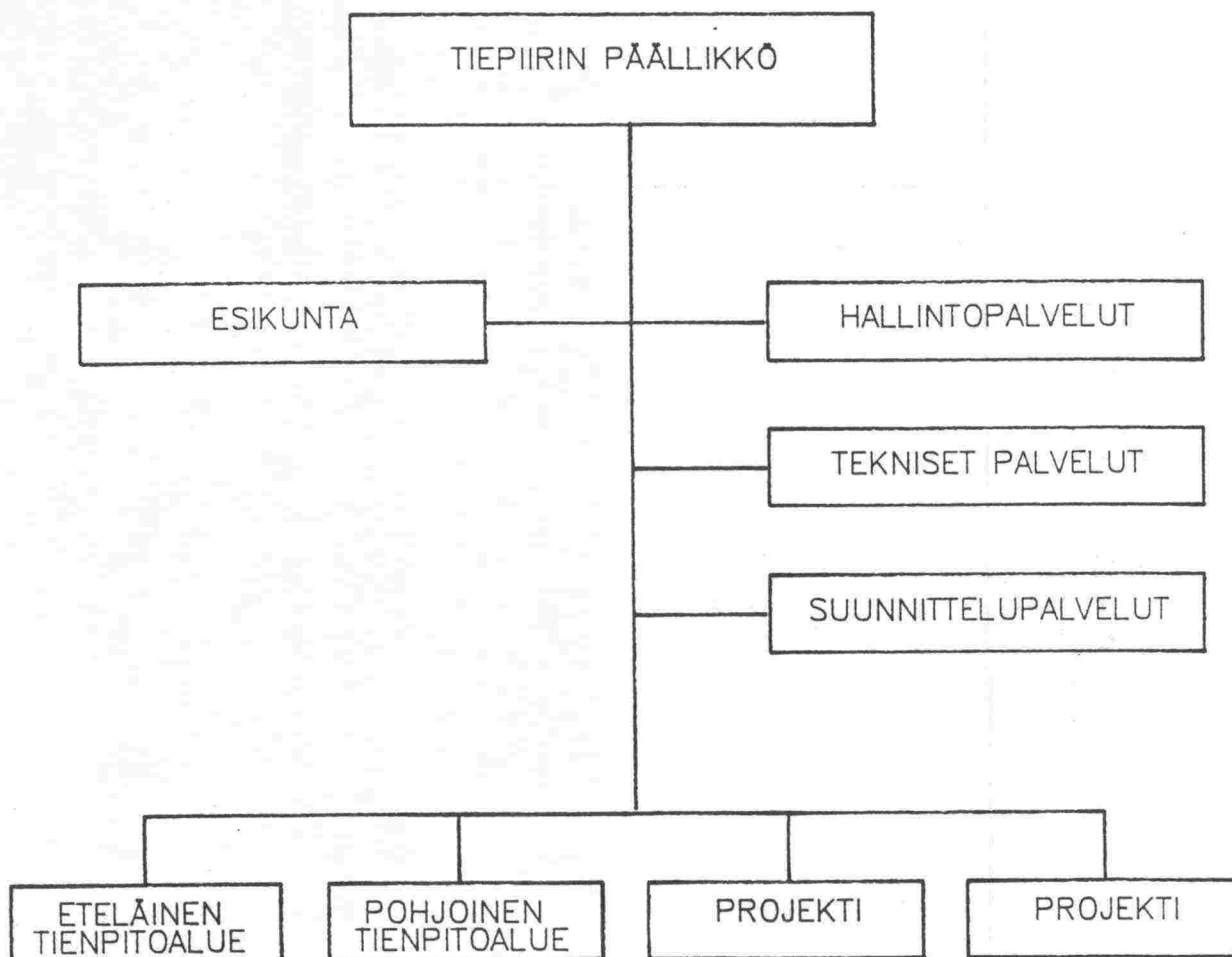 TIEPIIRIN PÄÄLLIKKÖ
ESIKUNTA
HALLINTOPALVELUT
TEKNISET PALVELUT
SUUNNITTELUPALVELUT
ETELÄINEN
TIENPITOALUE
POHJOINEN
TIENPITOALUE
PROJEKTI
PROJEKTI